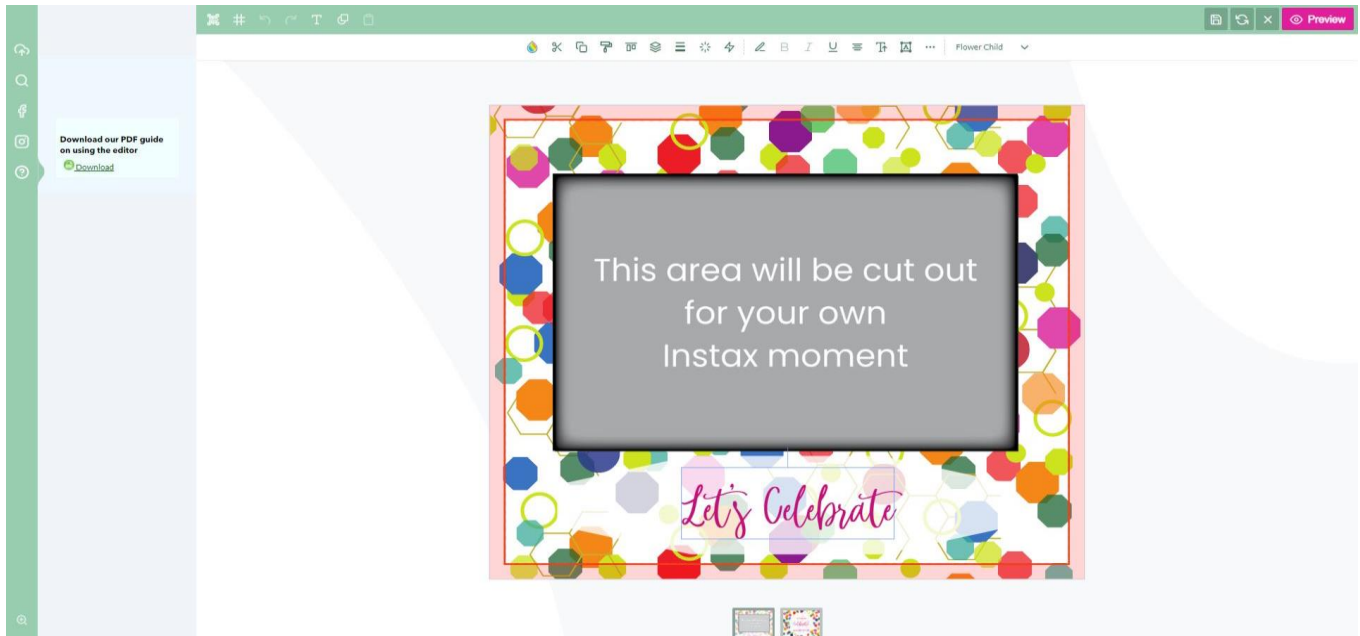 Preview
Flower Child
Download our PDF guide
on using the editor
Download
This area will be cut out
for your own
Instax moment
Let's Celebrate